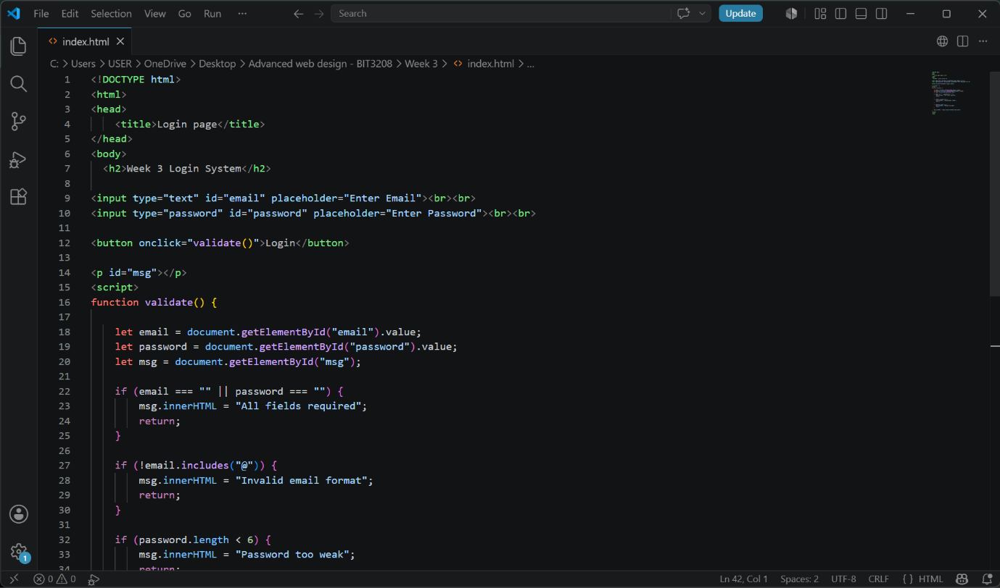 File Edit Selection View Go Run ··· Search Update
index.html
C: > Users > USER > OneDrive > Desktop > Advanced web design - BIT3208 > Week 3 > index.html > ...
1 <!DOCTYPE html>
2 <html>
3 <head>
4 <title>Login page</title>
5 </head>
6 <body>
7 <h2>Week 3 Login System</h2>
8
9 <input type="text" id="email" placeholder="Enter Email"><br><br>
10 <input type="password" id="password" placeholder="Enter Password"><br><br>
11
12 <button onclick="validate()">Login</button>
13
14 <p id="msg"></p>
15 <script>
16 function validate() {
17
18 let email = document.getElementById("email").value;
19 let password = document.getElementById("password").value;
20 let msg = document.getElementById("msg");
21
22 if (email === "" || password === "") {
23 msg.innerHTML = "All fields required";
24 return;
25 }
26
27 if (!email.includes("@")) {
28 msg.innerHTML = "Invalid email format";
29 return;
30 }
31
32 if (password.length < 6) {
33 msg.innerHTML = "Password too weak";
34 return;
1
0 0 Ln 42, Col 1 Spaces: 2 UTF-8 CRLF { } HTML